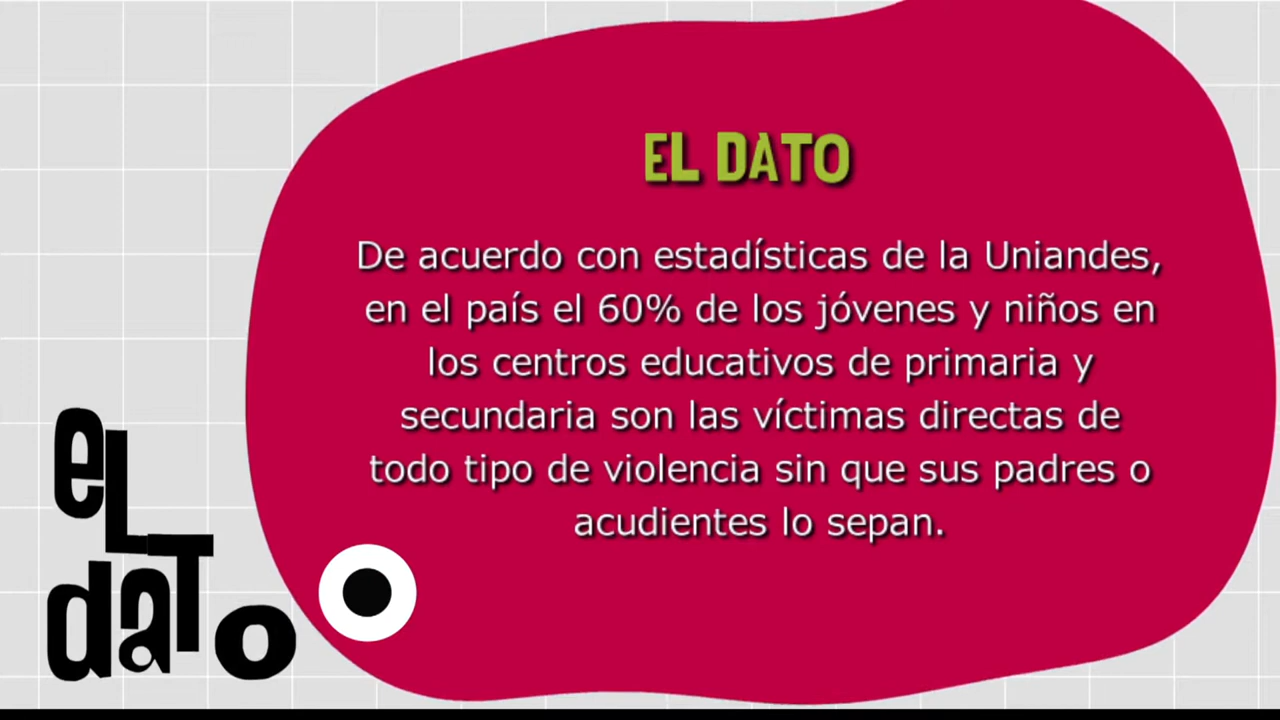 EL DATO
De acuerdo con estadísticas de la Uniandes,
en el país el 60% de los jóvenes y niños en
los centros educativos de primaria y
secundaria son las víctimas directas de
todo tipo de violencia sin que sus padres o
acudientes lo sepan.
eL
daTo